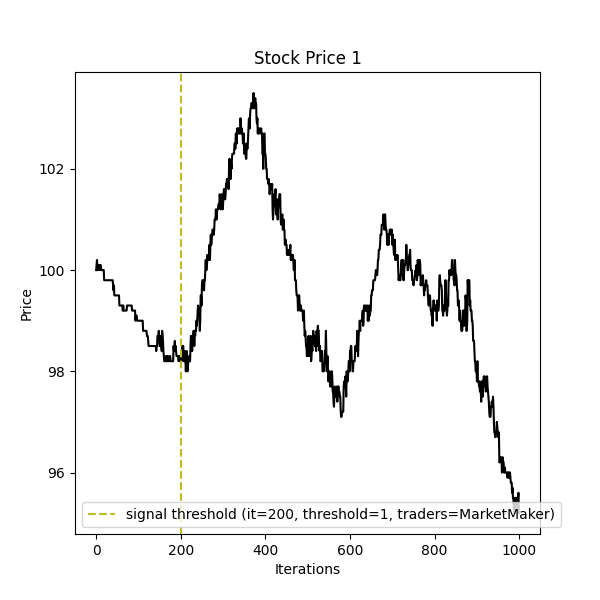 Stock Price 1
Price
102
100
98
96
signal threshold (it=200, threshold=1, traders=MarketMaker)
0 200 400 600 800 1000
Iterations